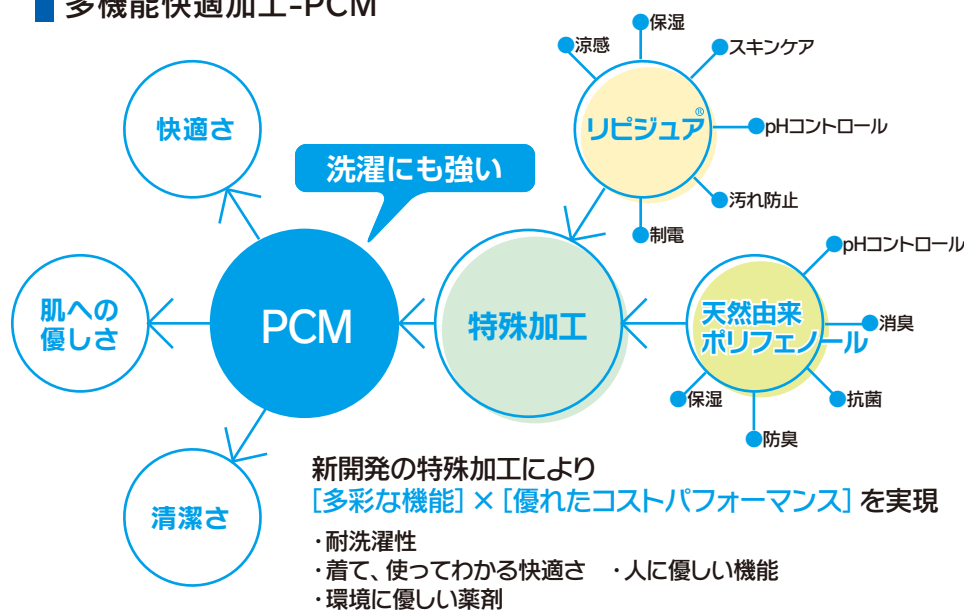 多機能快適加工-PCM
保湿
涼感
スキンケア
快適さ
リピジュア®
pHコントロール
洗濯にも強い
汚れ防止
制電
pHコントロール
肌への
優しさ
PCM
特殊加工
天然由来
ポリフェノール
消臭
保湿
抗菌
防臭
清潔さ
新開発の特殊加工により
[多彩な機能]×[優れたコストパフォーマンス]を実現
・耐洗濯性
・着て、使ってわかる快適さ ・人に優しい機能
・環境に優しい薬剤